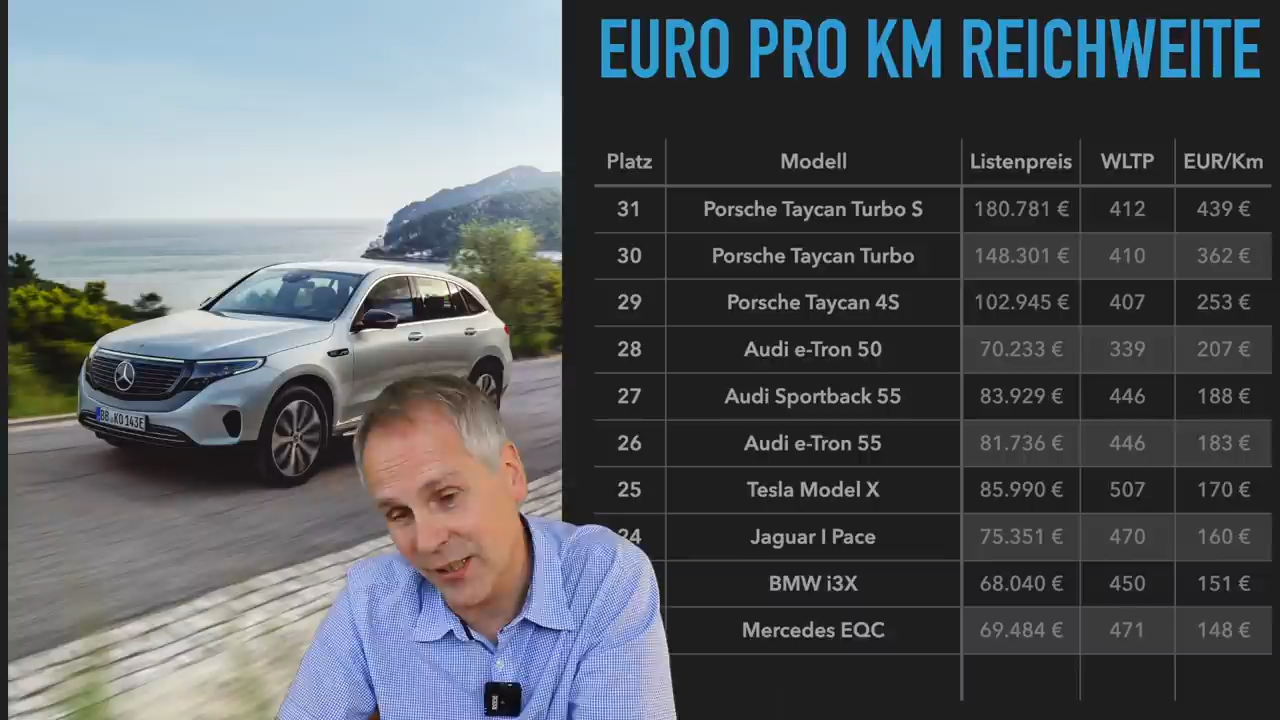 EURO PRO KM REICHWEITE
Platz Modell Listenpreis WLTP EUR/Km
31 Porsche Taycan Turbo S 180.781 € 412 439 €
30 Porsche Taycan Turbo 148.301 € 410 362 €
29 Porsche Taycan 4S 102.945 € 407 253 €
28 Audi e-Tron 50 70.233 € 339 207 €
27 Audi Sportback 55 83.929 € 446 188 €
26 Audi e-Tron 55 81.736 € 446 183 €
BB KO 143E
25 Tesla Model X 85.990 € 507 170 €
24 Jaguar I Pace 75.351 € 470 160 €
BMW i3X 68.040 € 450 151 €
Mercedes EQC 69.484 € 471 148 €